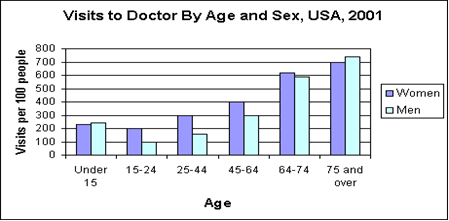 Visits to Doctor By Age and Sex, USA, 2001
Visits per 100 people
800
700
600
500
400
300
200
100
0
Under 15
15-24
25-44
45-64
64-74
75 and over
Age
Women
Men